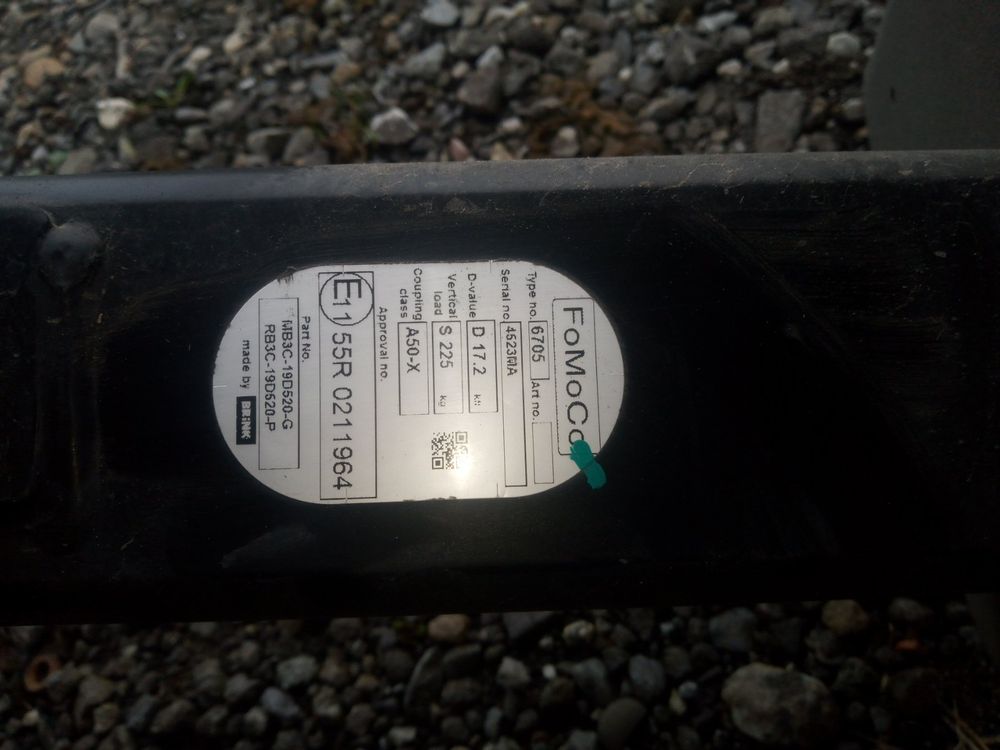 FoMoCo
Type no. 6705 Art no.
Serial no 4523MA
D-value D 17.2 kN
Vertical load S 225 kg
Coupling class A50-X
Approval no.
E11 55R 0211964
Part No. MB3C-19D520-G
RB3C-19D520-P
made by BRINK